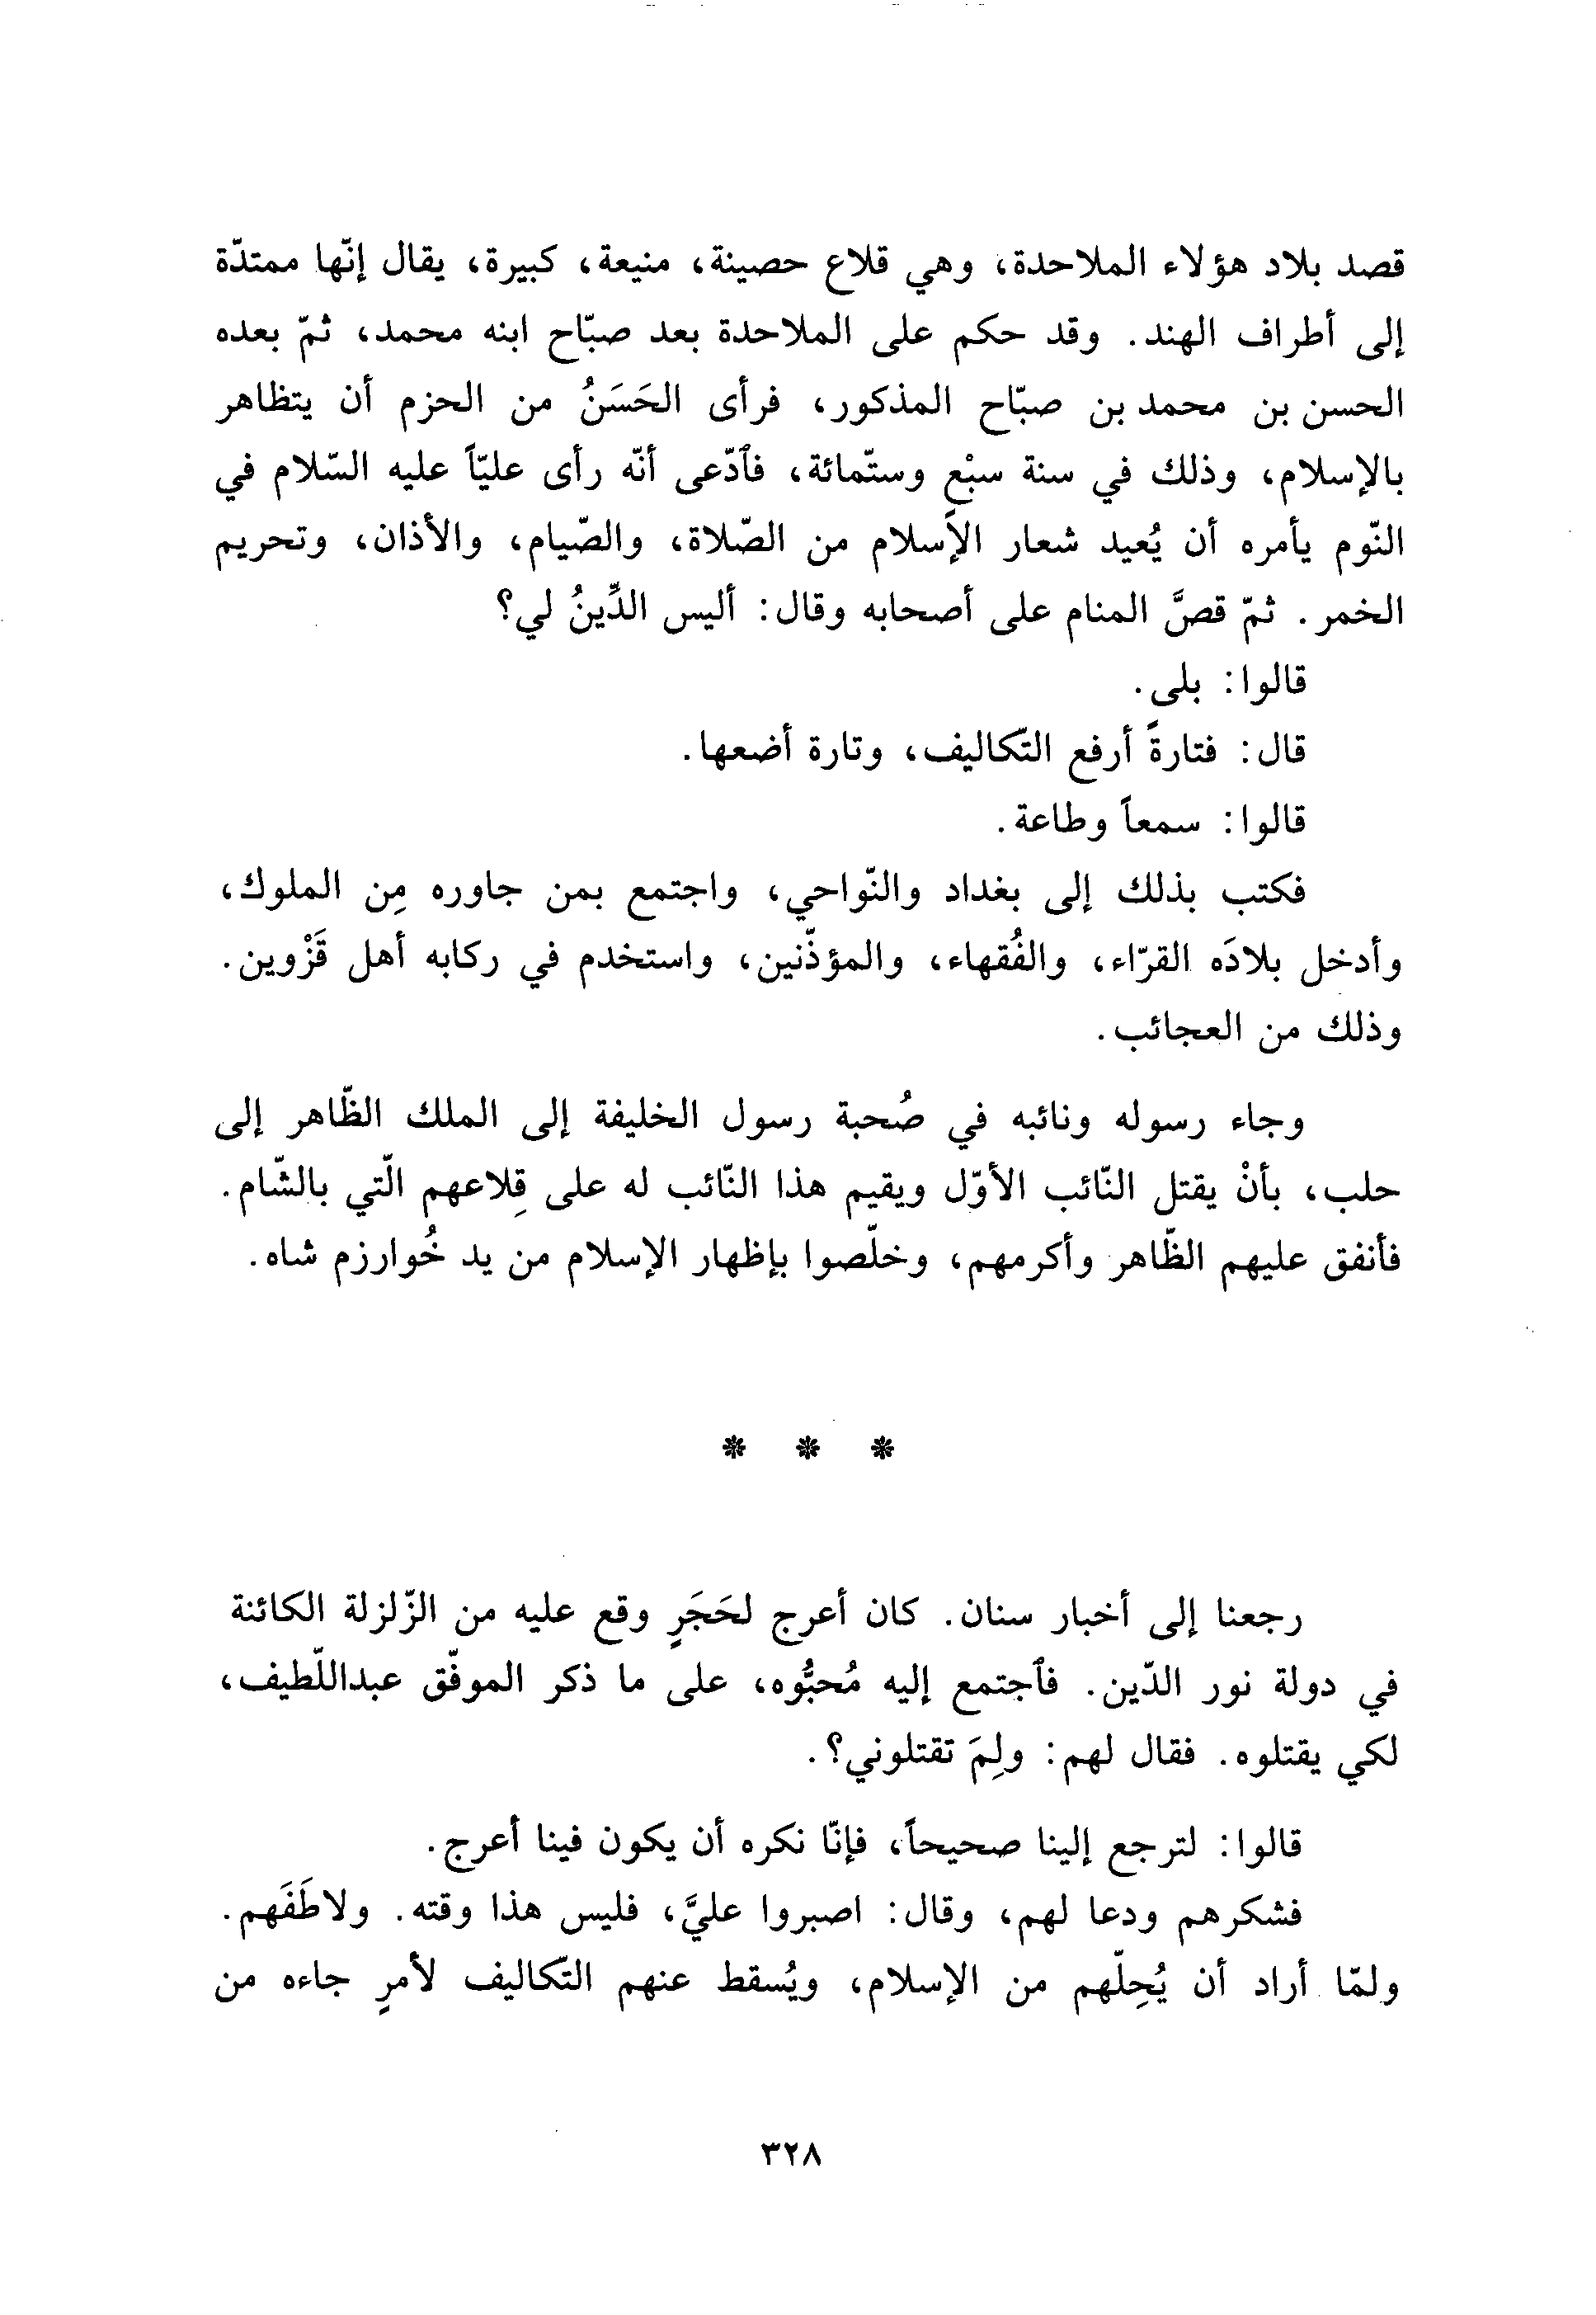 قصد بلاد هؤلاء الملاحدة، وهي قلاع حصينة، منيعة، كبيرة، يقال إنّها ممتدّة
إلى أطراف الهند. وقد حكم على الملاحدة بعد صبّاح ابنه محمد، ثمّ بعده
الحسن بن محمد بن صبّاح المذكور، فرأى الحَسَنُ من الحزم أن يتظاهر
بالإسلام، وذلك في سنة سبْع وستّمائة، فٱدّعى أنّه رأى عليّاً عليه السّلام في
النّوم يأمره أن يُعيد شعار الإسلام من الصّلاة، والصّيام، والأذان، وتحريم
الخمر. ثمّ قصَّ المنام على أصحابه وقال: أليس الدِّينُ لي؟
قالوا: بلى.
قال: فتارةً أرفع التّكاليف، وتارة أضعها.
قالوا: سمعاً وطاعة.
فكتب بذلك إلى بغداد والنّواحي، واجتمع بمن جاوره مِن الملوك،
وأدخل بلادَه القرّاء، والفُقهاء، والمؤذّنين، واستخدم في ركابه أهل قَزْوين.
وذلك من العجائب.
وجاء رسوله ونائبه في صُحبة رسول الخليفة إلى الملك الظّاهر إلى
حلب، بأنْ يقتل النّائب الأوّل ويقيم هذا النّائب له على قِلاعهم الّتي بالشّام.
فأنفق عليهم الظّاهر وأكرمهم، وخلّصوا بإظهار الإسلام من يد خُوارزم شاه.
* * *
رجعنا إلى أخبار سنان. كان أعرج لحَجَرٍ وقع عليه من الزّلزلة الكائنة
في دولة نور الدّين. فٱجتمع إليه مُحبُّوه، على ما ذكر الموفّق عبداللّطيف،
لكي يقتلوه. فقال لهم: ولِمَ تقتلوني؟.
قالوا: لترجع إلينا صحيحاً، فإنّا نكره أن يكون فينا أعرج.
فشكرهم ودعا لهم، وقال: اصبروا عليَّ، فليس هذا وقته. ولاطَفَهم.
ولمّا أراد أن يُحِلّهم من الإسلام، ويُسقط عنهم التّكاليف لأمرٍ جاءه من
٣٢٨